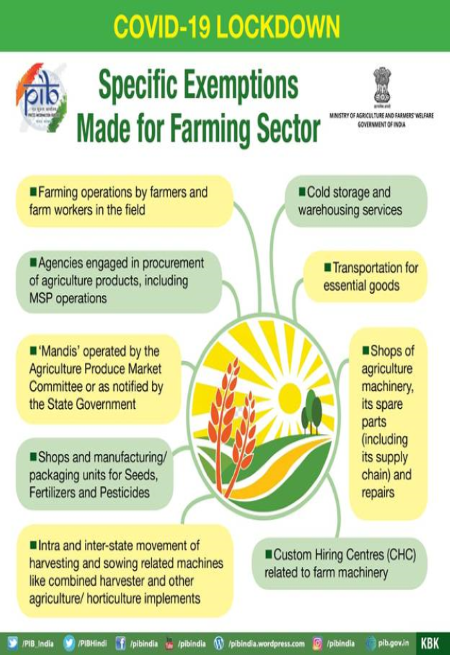 COVID-19 LOCKDOWN
pib
Specific Exemptions
Made for Farming Sector
MINISTRY OF AGRICULTURE AND FARMERS' WELFARE
GOVERNMENT OF INDIA
■Farming operations by farmers and
farm workers in the field
■Cold storage and
warehousing services
■Agencies engaged in procurement
of agriculture products, including
MSP operations
■Transportation for
essential goods
■'Mandis' operated by the
Agriculture Produce Market
Committee or as notified by
the State Government
■Shops of
agriculture
machinery,
its spare
parts
(including
its supply
chain) and
repairs
■Shops and manufacturing/
packaging units for Seeds,
Fertilizers and Pesticides
■Intra and inter-state movement of
harvesting and sowing related machines
like combined harvester and other
agriculture/ horticulture implements
■Custom Hiring Centres (CHC)
related to farm machinery
/PIB_India /PIBHindi /pibindia /pibindia /pibindia.wordpress.com /pibindia pib.gov.in KBK